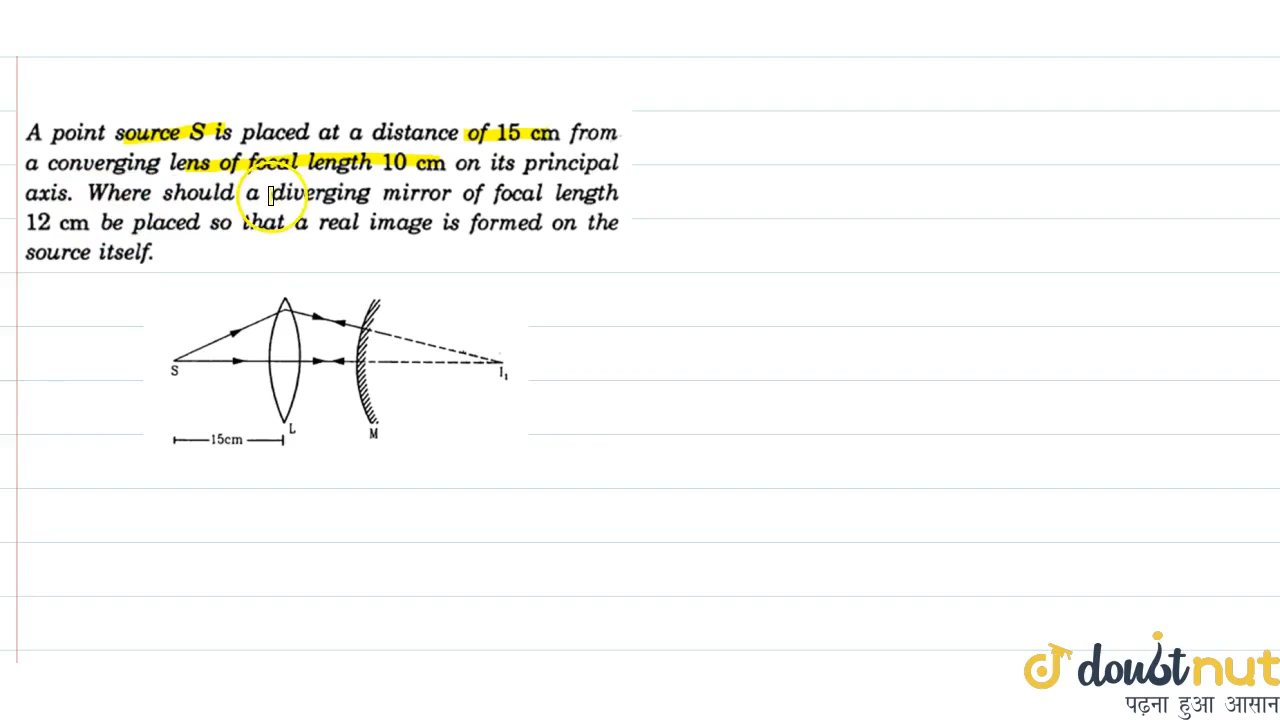 A point source S is placed at a distance of 15 cm from
a converging lens of focal length 10 cm on its principal
axis. Where should a diverging mirror of focal length
12 cm be placed so that a real image is formed on the
source itself.
S
I₁
L
M
15cm
doubtnut
पढ़ना हुआ आसान